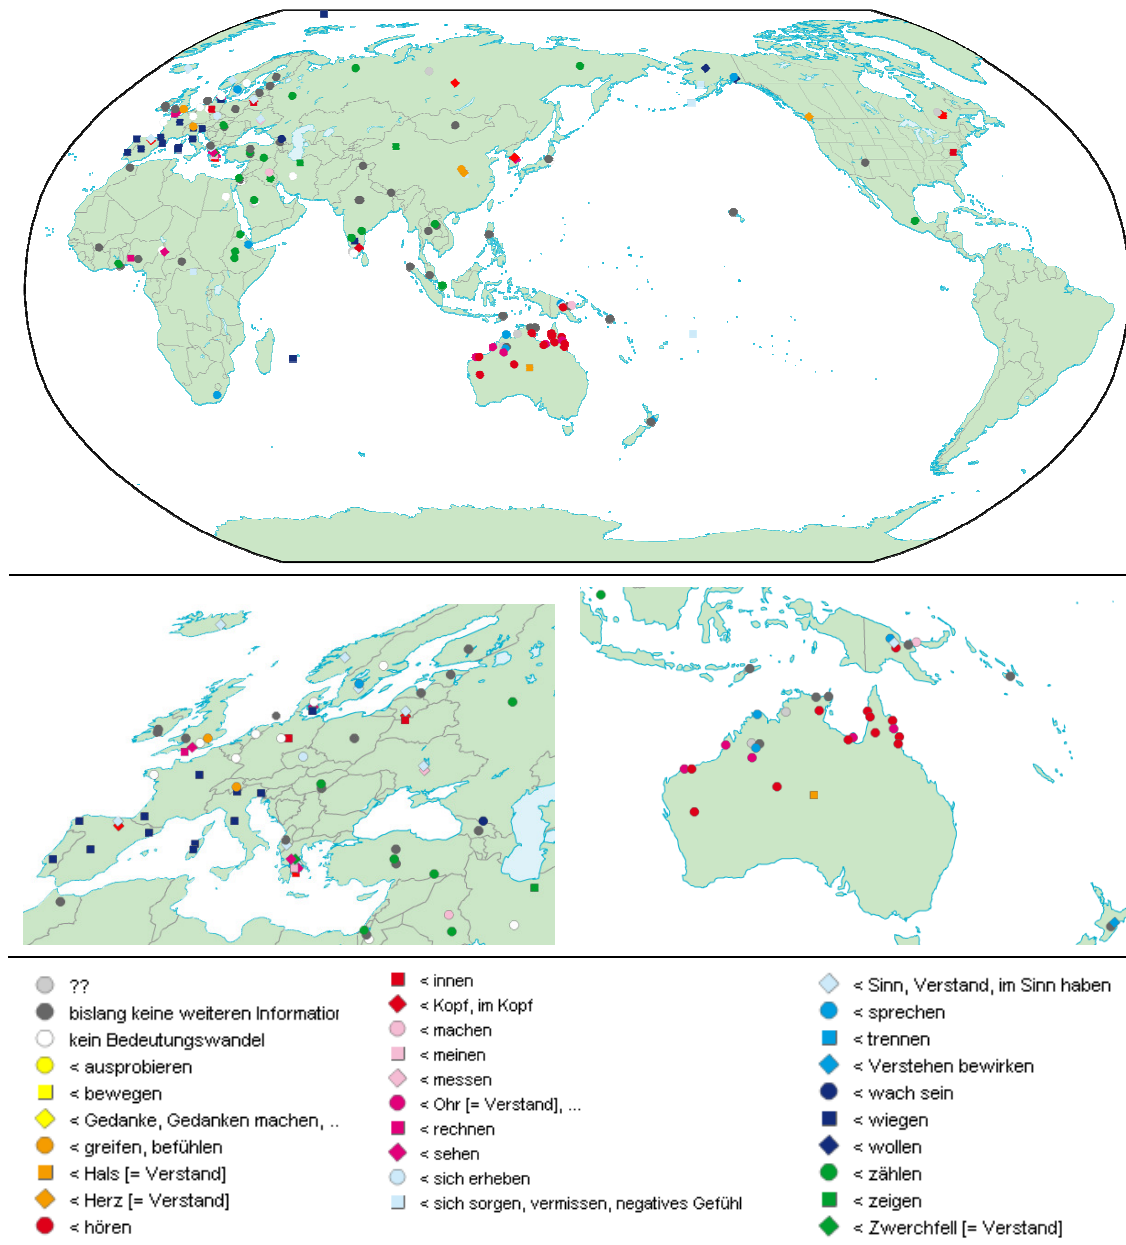 ??
bislang keine weiteren Information
kein Bedeutungswandel
< ausprobieren
< bewegen
< Gedanke, Gedanken machen, ..
< greifen, befühlen
< Hals [= Verstand]
< Herz [= Verstand]
< hören
< innen
< Kopf, im Kopf
< machen
< meinen
< messen
< Ohr [= Verstand], ...
< rechnen
< sehen
< sich erheben
< sich sorgen, vermissen, negatives Gefühl
< Sinn, Verstand, im Sinn haben
< sprechen
< trennen
< Verstehen bewirken
< wach sein
< wiegen
< wollen
< zählen
< zeigen
< Zwerchfell [= Verstand]